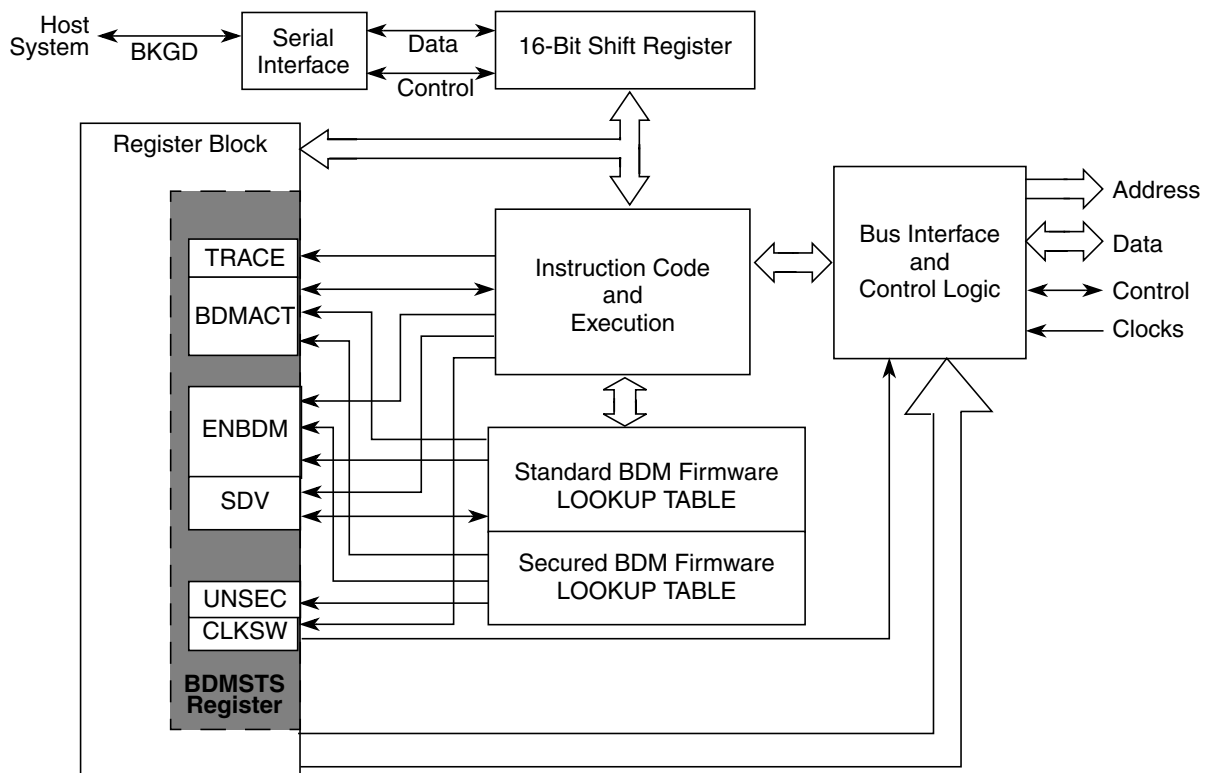 Host
System
BKGD
Serial
Interface
Data
Control
16-Bit Shift Register
Register Block
TRACE
BDMACT
ENBDM
SDV
UNSEC
CLKSW
BDMSTS
Register
Instruction Code
and
Execution
Standard BDM Firmware
LOOKUP TABLE
Secured BDM Firmware
LOOKUP TABLE
Bus Interface
and
Control Logic
Address
Data
Control
Clocks